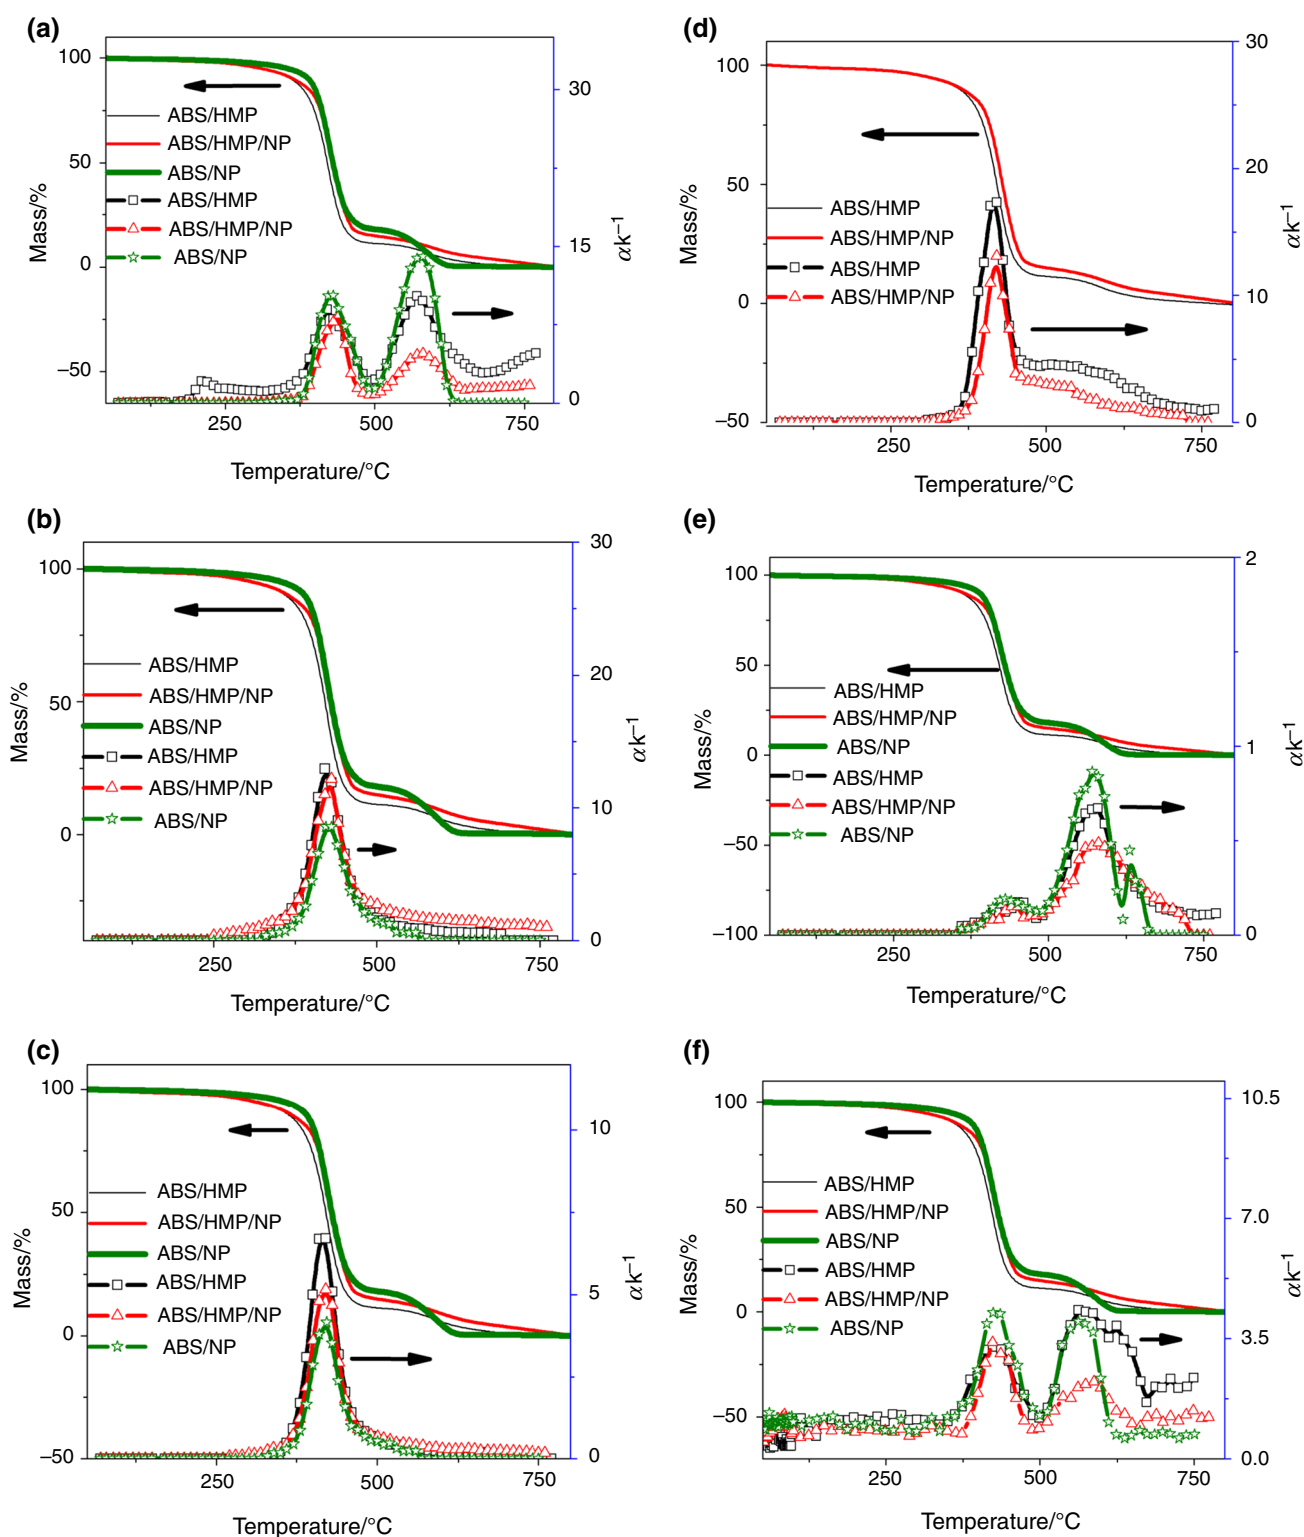 (a)
100
50
0
−50
Mass/%
ABS/HMP
ABS/HMP/NP
ABS/NP
ABS/HMP
ABS/HMP/NP
ABS/NP
30
15
0
αk−1
250 500 750
Temperature/°C
(d)
100
50
0
−50
Mass/%
ABS/HMP
ABS/HMP/NP
ABS/HMP
ABS/HMP/NP
30
20
10
0
αk−1
250 500 750
Temperature/°C
(b)
100
50
0
Mass/%
ABS/HMP
ABS/HMP/NP
ABS/NP
ABS/HMP
ABS/HMP/NP
ABS/NP
30
20
10
0
αk−1
250 500 750
Temperature/°C
(e)
100
50
0
−50
−100
Mass/%
ABS/HMP
ABS/HMP/NP
ABS/NP
ABS/HMP
ABS/HMP/NP
ABS/NP
2
1
0
αk−1
250 500 750
Temperature/°C
(c)
100
50
0
−50
Mass/%
ABS/HMP
ABS/HMP/NP
ABS/NP
ABS/HMP
ABS/HMP/NP
ABS/NP
10
5
0
αk−1
250 500 750
Temperature/°C
(f)
100
50
0
−50
Mass/%
ABS/HMP
ABS/HMP/NP
ABS/NP
ABS/HMP
ABS/HMP/NP
ABS/NP
10.5
7.0
3.5
0.0
αk−1
250 500 750
Temperature/°C